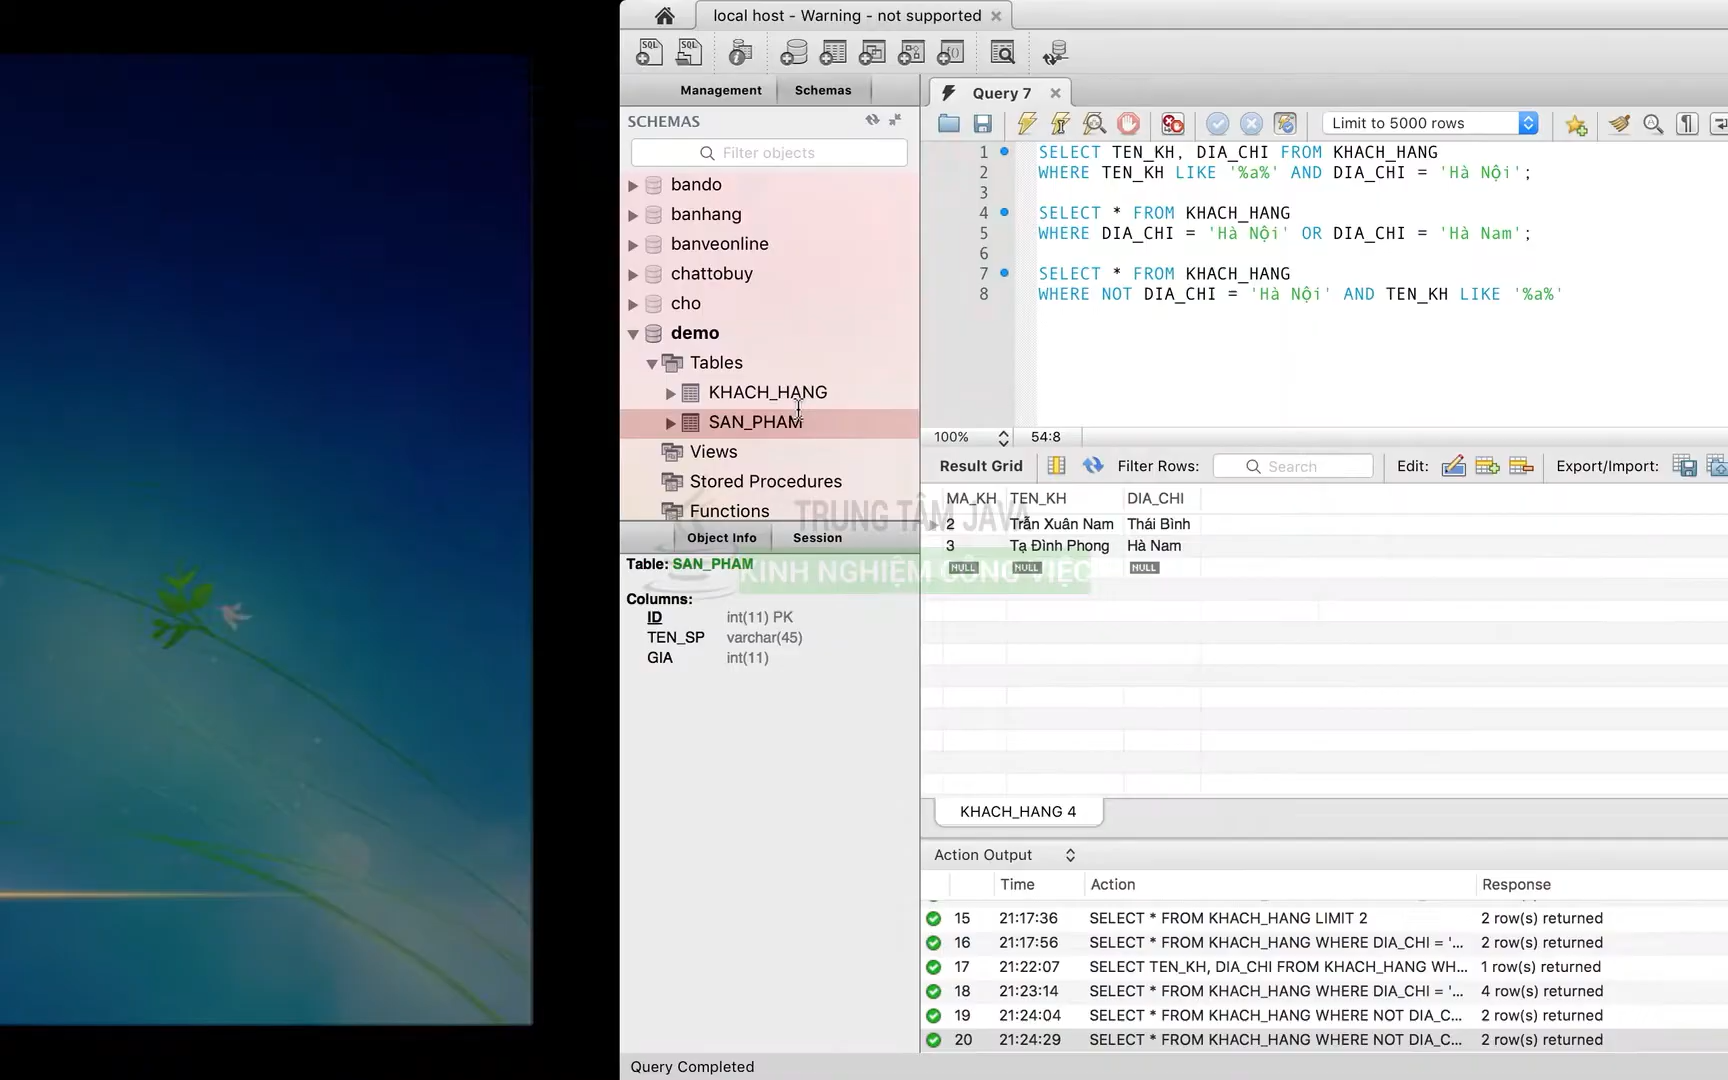 local host - Warning - not supported
SQL
SQL
Management
Schemas
Query 7
SCHEMAS
Limit to 5000 rows
Filter objects
bando
banhang
banveonline
chattobuy
cho
demo
Tables
KHACH_HANG
SAN_PHAM
Views
Stored Procedures
Functions
1 SELECT TEN_KH, DIA_CHI FROM KHACH_HANG
2 WHERE TEN_KH LIKE '%a%' AND DIA_CHI = 'Hà Nội';
3
4 SELECT * FROM KHACH_HANG
5 WHERE DIA_CHI = 'Hà Nội' OR DIA_CHI = 'Hà Nam';
6
7 SELECT * FROM KHACH_HANG
8 WHERE NOT DIA_CHI = 'Hà Nội' AND TEN_KH LIKE '%a%'
100% 54:8
Result Grid Filter Rows: Search Edit: Export/Import:
MA_KH TEN_KH DIA_CHI
2 Trần Xuân Nam Thái Bình
3 Tạ Đình Phong Hà Nam
NULL NULL NULL
TRUNG TÂM JAVA
KINH NGHIỆM CÔNG VIỆC
Object Info Session
Table: SAN_PHAM
Columns:
ID int(11) PK
TEN_SP varchar(45)
GIA int(11)
KHACH_HANG 4
Action Output
Time Action Response
15 21:17:36 SELECT * FROM KHACH_HANG LIMIT 2 2 row(s) returned
16 21:17:56 SELECT * FROM KHACH_HANG WHERE DIA_CHI = '... 2 row(s) returned
17 21:22:07 SELECT TEN_KH, DIA_CHI FROM KHACH_HANG WH... 1 row(s) returned
18 21:23:14 SELECT * FROM KHACH_HANG WHERE DIA_CHI = '... 4 row(s) returned
19 21:24:04 SELECT * FROM KHACH_HANG WHERE NOT DIA_C... 2 row(s) returned
20 21:24:29 SELECT * FROM KHACH_HANG WHERE NOT DIA_C... 2 row(s) returned
Query Completed